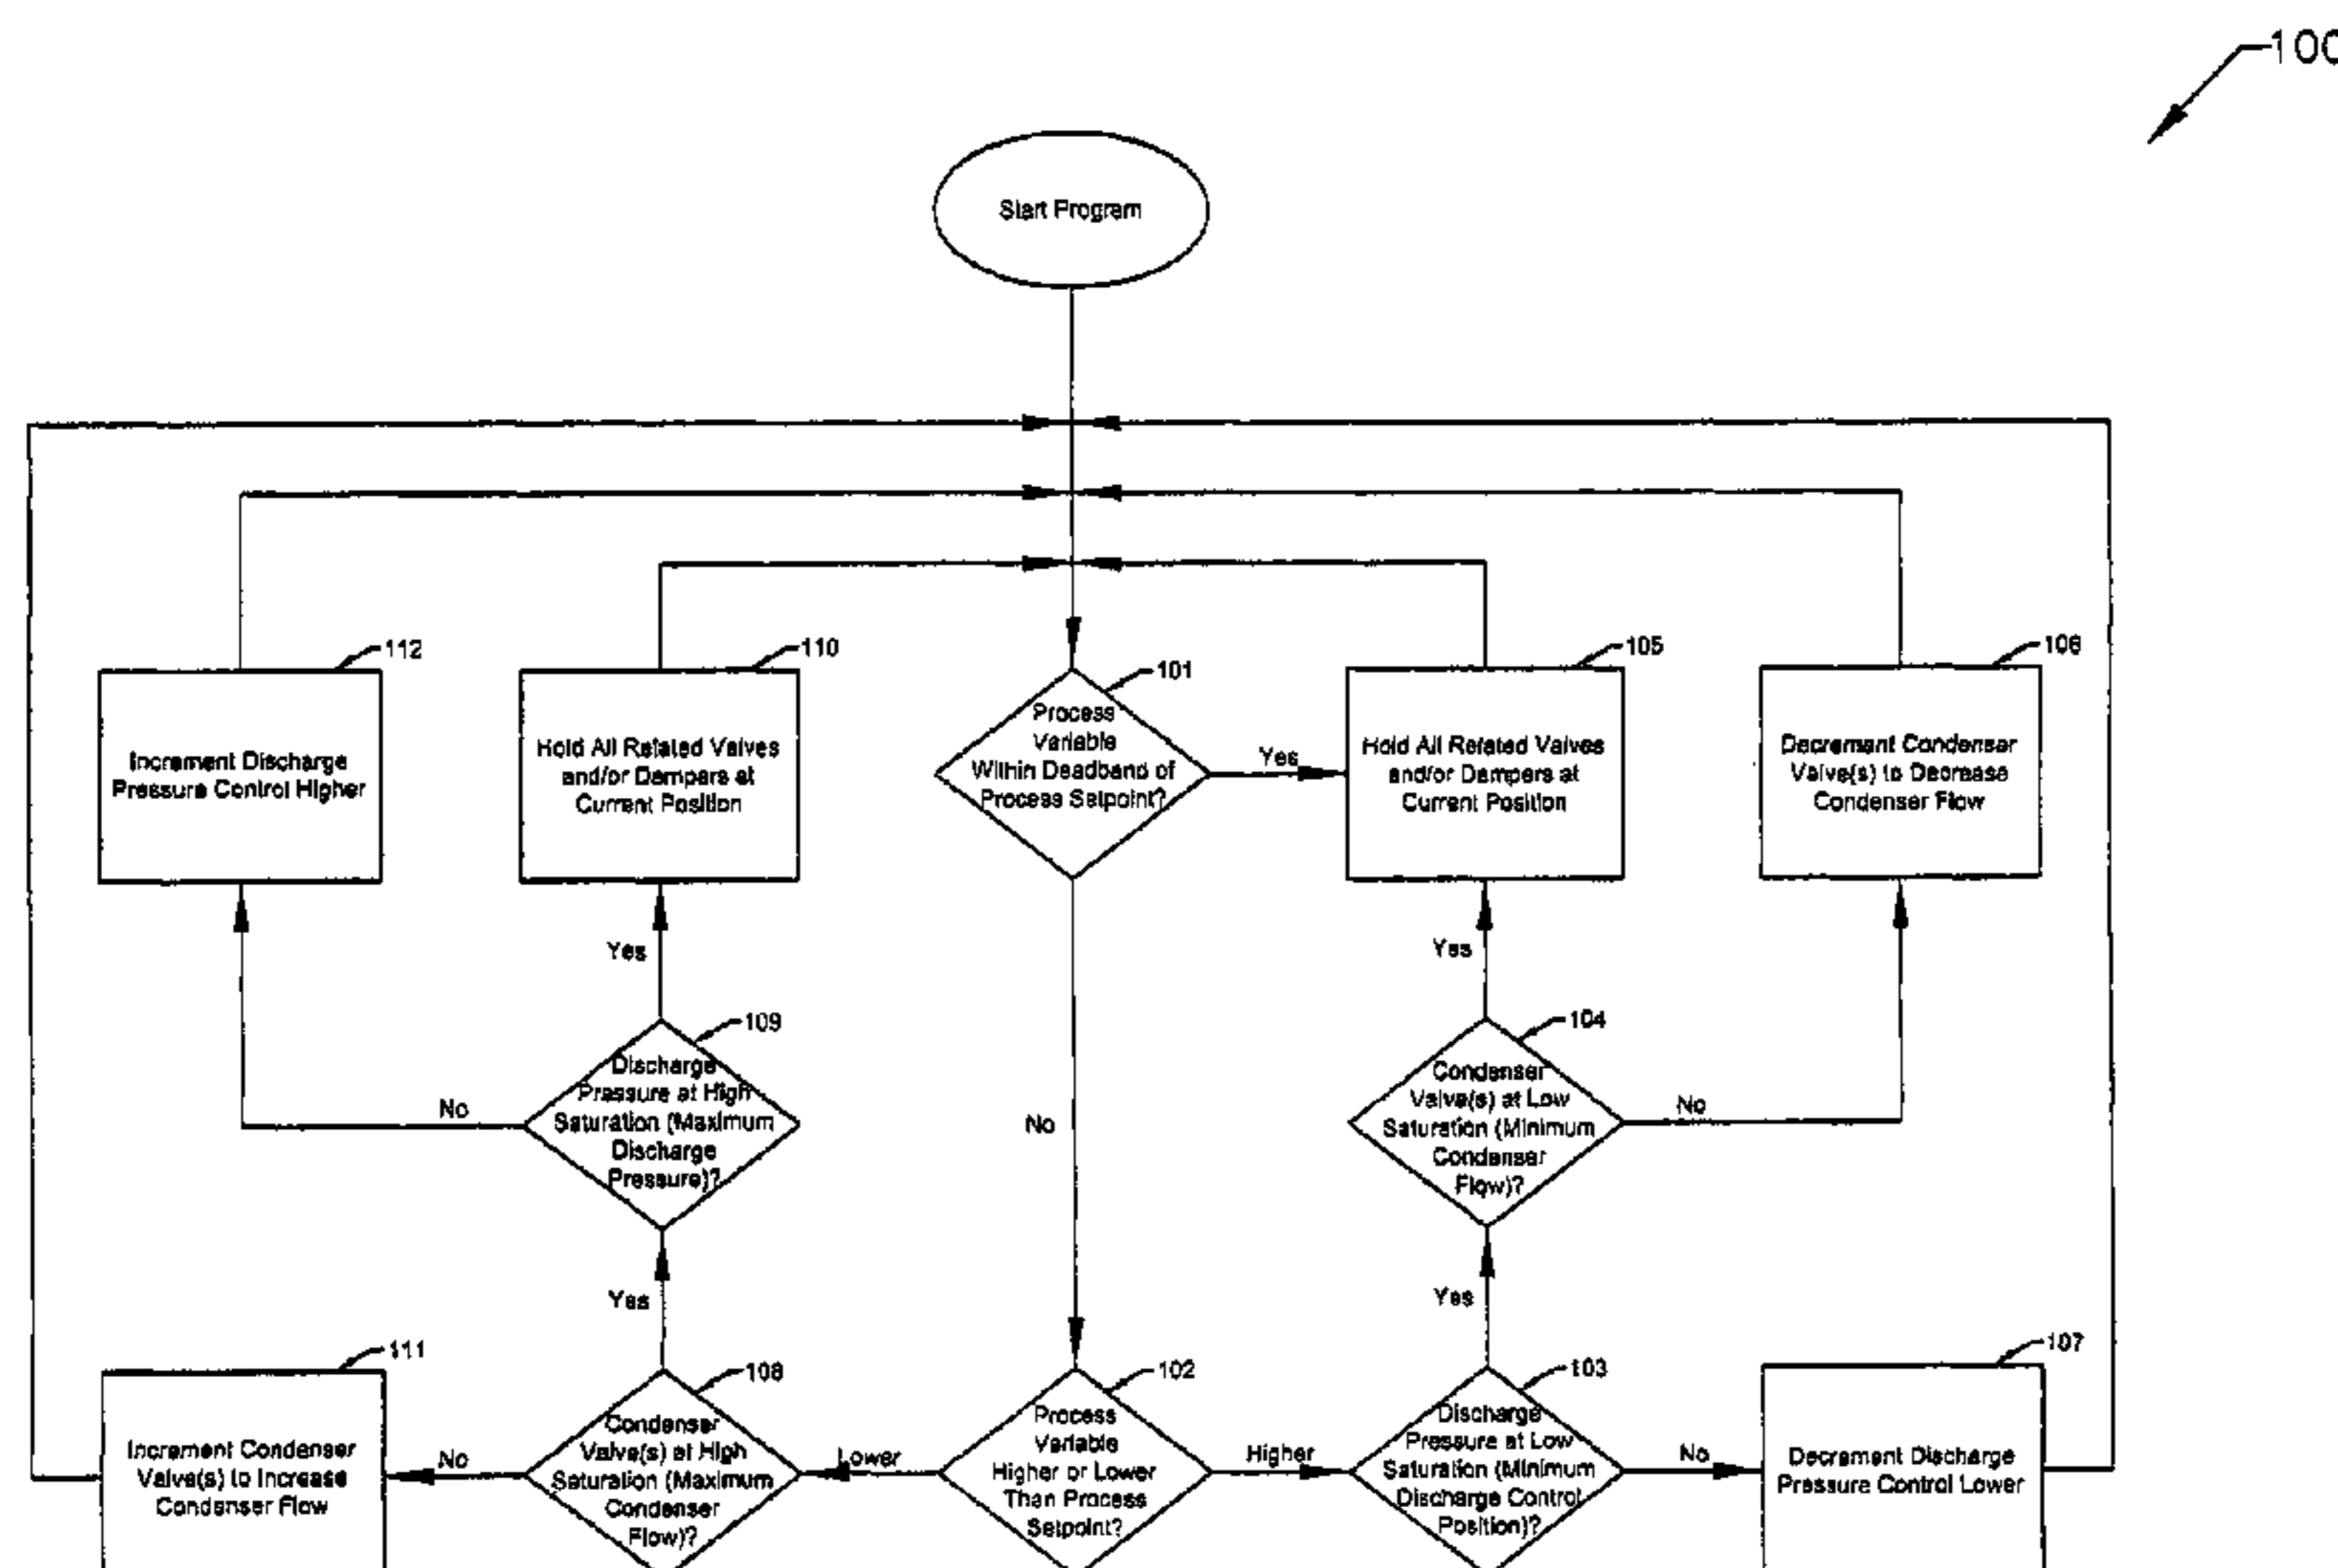 100
Start Program
112
110
101
105
106
Increment Discharge
Pressure Control Higher
Hold All Related Valves
and/or Dampers at
Current Position
Process
Variable
Within Deadband of
Process Setpoint?
Yes
Hold All Related Valves
and/or Dampers at
Current Position
Decrement Condenser
Valve(s) to Decrease
Condenser Flow
Yes
Yes
109
104
Discharge
Pressure at High
Saturation (Maximum
Discharge
Pressure)?
No
No
Condenser
Valve(s) at Low
Saturation (Minimum
Condenser
Flow)?
No
Yes
Yes
111
108
102
103
107
Increment Condenser
Valve(s) to Increase
Condenser Flow
No
Condenser
Valve(s) at High
Saturation (Maximum
Condenser
Flow)?
Lower
Process
Variable
Higher or Lower
Than Process
Setpoint?
Higher
Discharge
Pressure at Low
Saturation (Minimum
Discharge Control
Position)?
No
Decrement Discharge
Pressure Control Lower